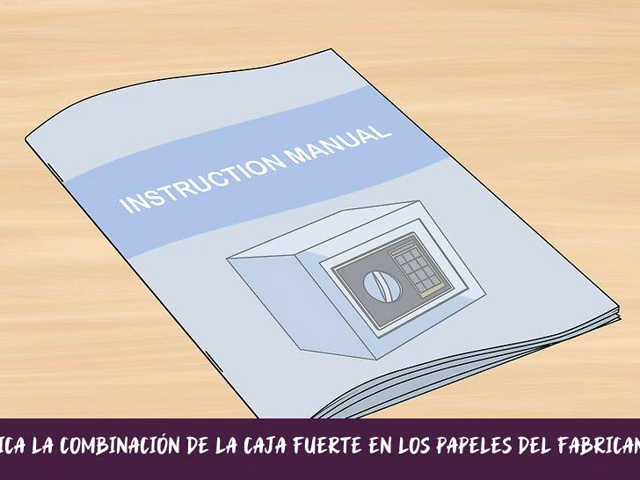 INSTRUCTION MANUAL
ICA LA COMBINACIÓN DE LA CAJA FUERTE EN LOS PAPELES DEL FABRICAN